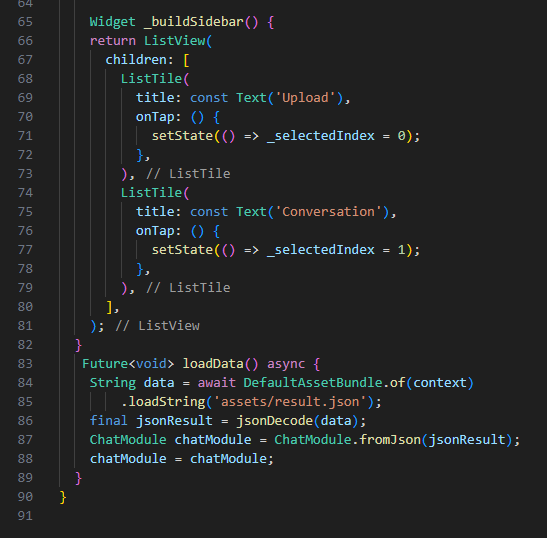 64
65 Widget _buildSidebar() {
66 return ListView(
67 children: [
68 ListTile(
69 title: const Text('Upload'),
70 onTap: () {
71 setState(() => _selectedIndex = 0);
72 },
73 ), // ListTile
74 ListTile(
75 title: const Text('Conversation'),
76 onTap: () {
77 setState(() => _selectedIndex = 1);
78 },
79 ), // ListTile
80 ],
81 ); // ListView
82 }
83 Future<void> loadData() async {
84 String data = await DefaultAssetBundle.of(context)
85 .loadString('assets/result.json');
86 final jsonResult = jsonDecode(data);
87 ChatModule chatModule = ChatModule.fromJson(jsonResult);
88 chatModule = chatModule;
89 }
90 }
91